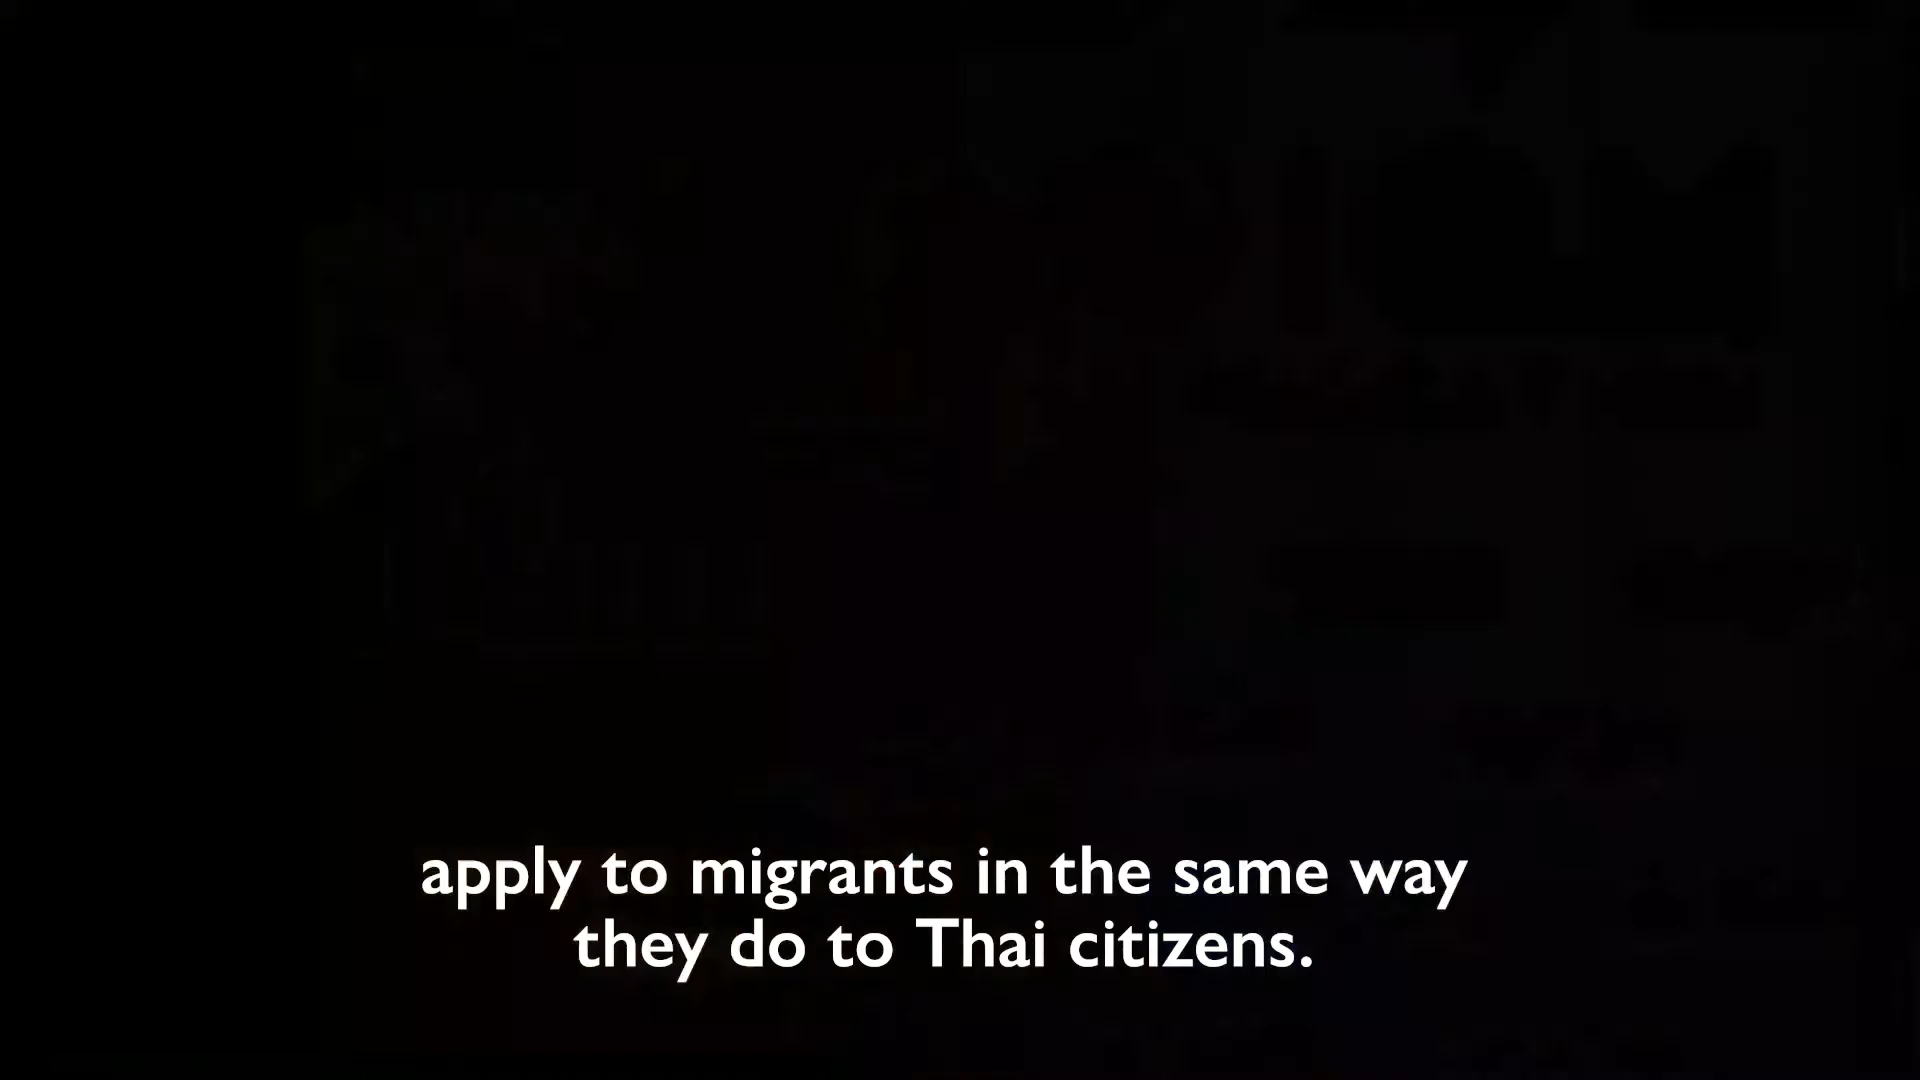 apply to migrants in the same way
they do to Thai citizens.